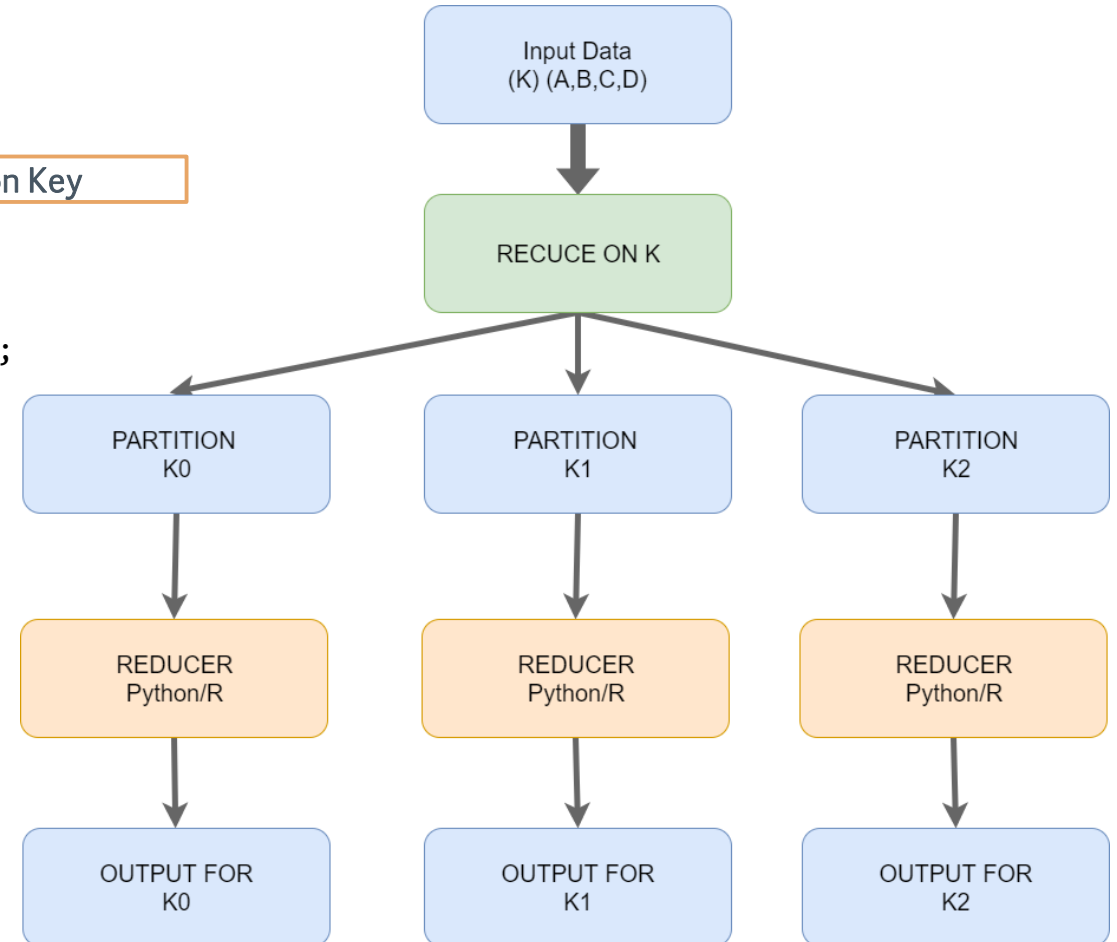 Input Data
(K) (A,B,C,D)
Key
RECUCE ON K
;
PARTITION
K0
PARTITION
K1
PARTITION
K2
REDUCER
Python/R
REDUCER
Python/R
REDUCER
Python/R
OUTPUT FOR
K0
OUTPUT FOR
K1
OUTPUT FOR
K2